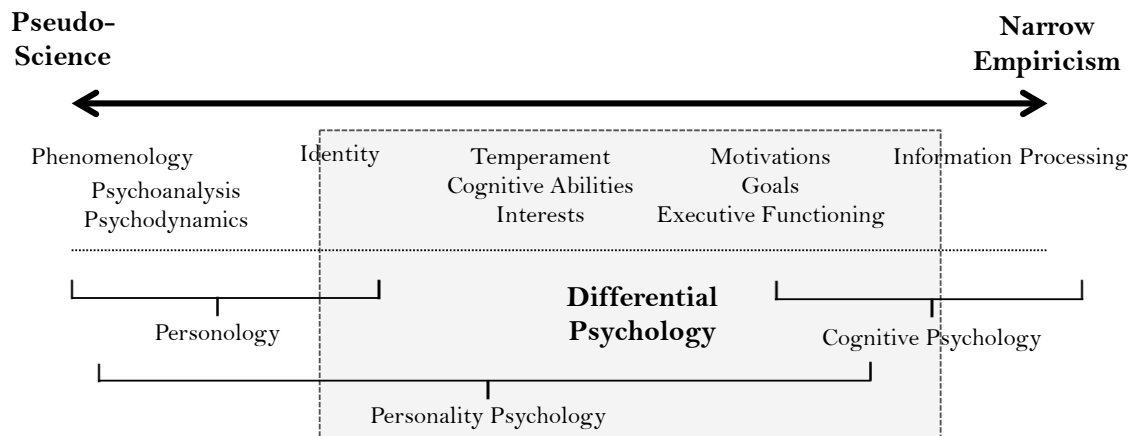 Pseudo-
Science
Narrow
Empiricism
Phenomenology
Psychoanalysis
Psychodynamics
Identity
Temperament
Cognitive Abilities
Interests
Motivations
Goals
Executive Functioning
Information Processing
Personology
Differential
Psychology
Cognitive Psychology
Personality Psychology